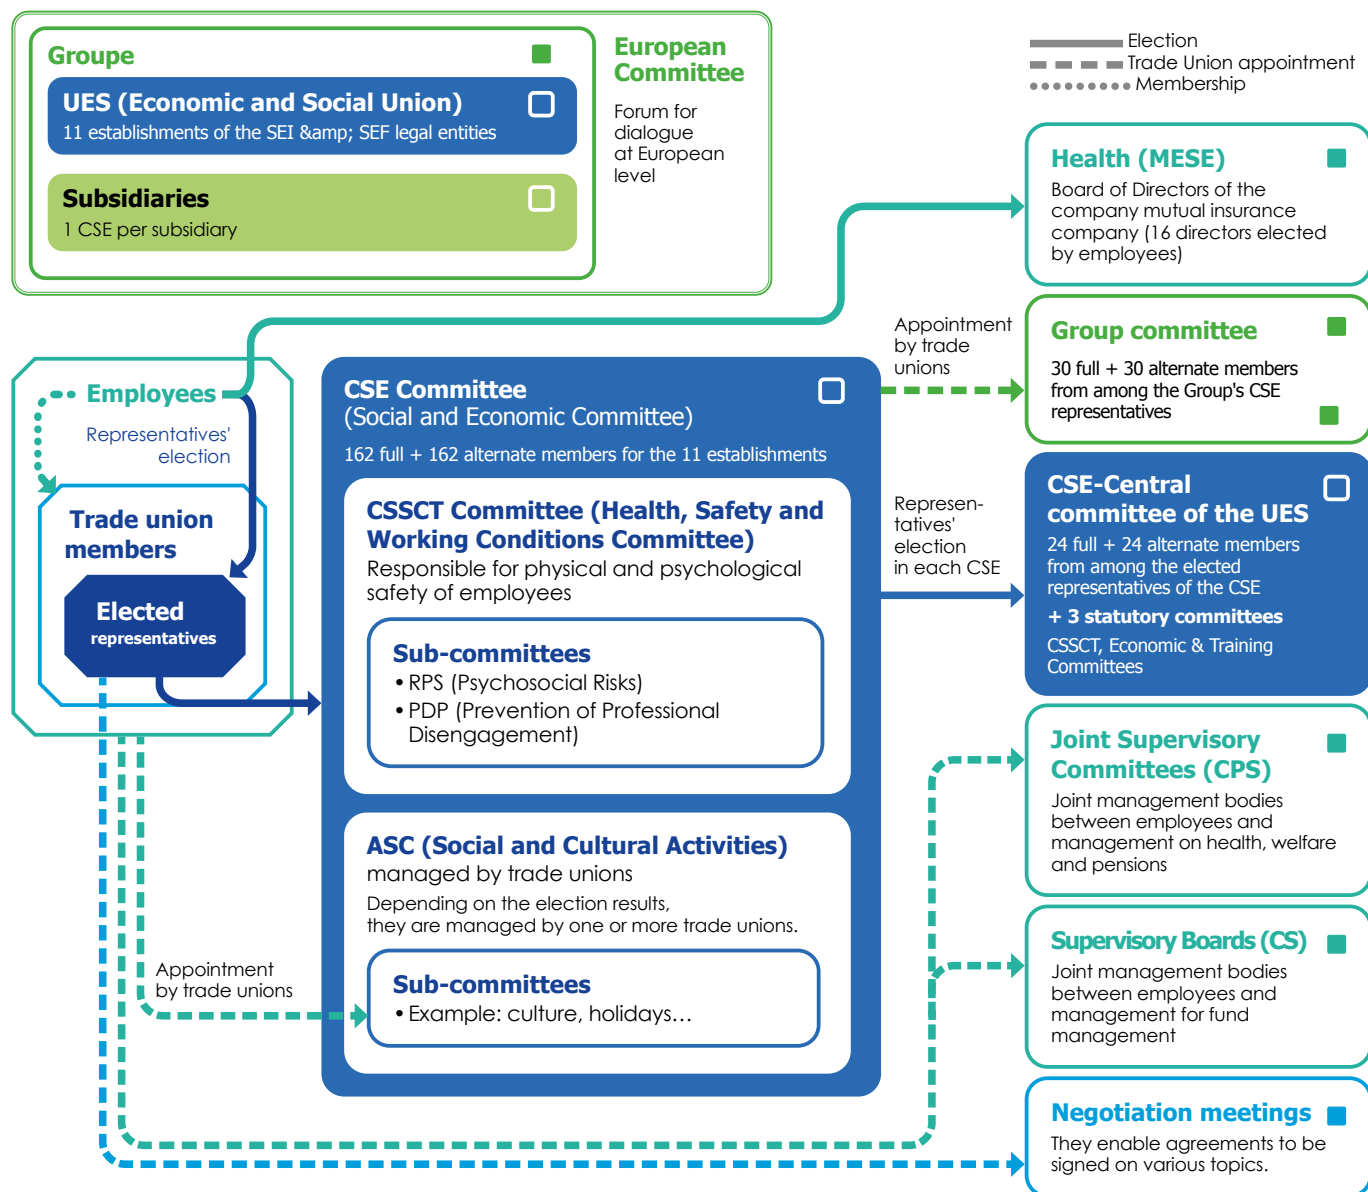 Groupe
UES (Economic and Social Union)
11 establishments of the SEI &amp; SEF legal entities
Subsidiaries
1 CSE per subsidiary
European
Committee
Forum for
dialogue
at European
level
Election
Trade Union appointment
Membership
Health (MESE)
Board of Directors of the
company mutual insurance
company (16 directors elected
by employees)
Appointment
by trade
unions
Group committee
30 full + 30 alternate members
from among the Group's CSE
representatives
Employees
Representatives'
election
Trade union
members
Elected
representatives
CSE Committee
(Social and Economic Committee)
162 full + 162 alternate members for the 11 establishments
CSSCT Committee (Health, Safety and
Working Conditions Committee)
Responsible for physical and psychological
safety of employees
Sub-committees
• RPS (Psychosocial Risks)
• PDP (Prevention of Professional
Disengagement)
ASC (Social and Cultural Activities)
managed by trade unions
Depending on the election results,
they are managed by one or more trade unions.
Sub-committees
• Example: culture, holidays…
Appointment
by trade unions
Represen-
tatives'
election
in each CSE
CSE-Central
committee of the UES
24 full + 24 alternate members
from among the elected
representatives of the CSE
+ 3 statutory committees
CSSCT, Economic & Training
Committees
Joint Supervisory
Committees (CPS)
Joint management bodies
between employees and
management on health, welfare
and pensions
Supervisory Boards (CS)
Joint management bodies
between employees and
management for fund
management
Negotiation meetings
They enable agreements to be
signed on various topics.